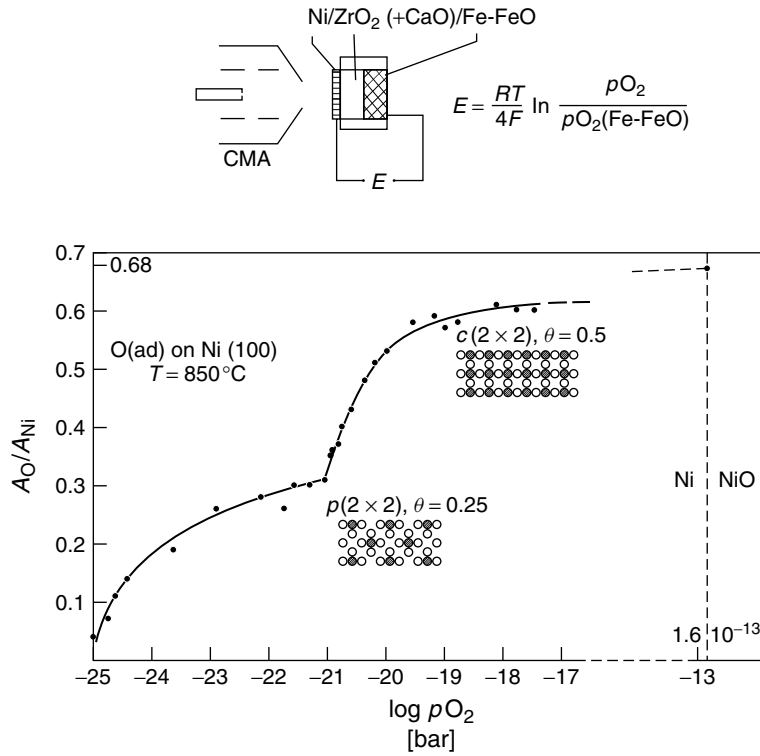 Ni/ZrO₂ (+CaO)/Fe-FeO
E = RT/4F ln pO₂/pO₂(Fe-FeO)
CMA
E
0.7
0.68
0.6
O(ad) on Ni (100)
T = 850°C
c(2 × 2), θ = 0.5
0.5
0.4
A_O/A_Ni
0.3
Ni NiO
p(2 × 2), θ = 0.25
0.2
0.1
1.6 10⁻¹³
−25 −24 −23 −22 −21 −20 −19 −18 −17 −13
log pO₂
[bar]